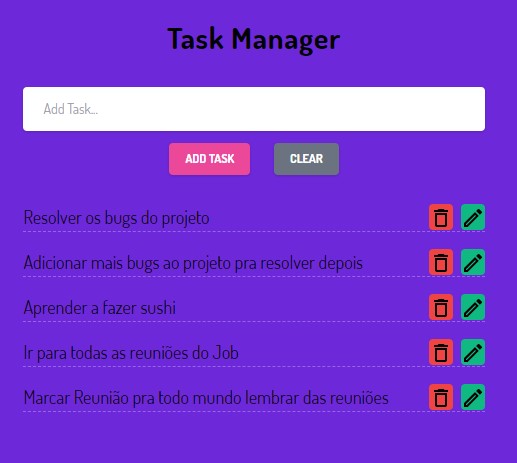 Task Manager
Add Task...
ADD TASK CLEAR
Resolver os bugs do projeto
Adicionar mais bugs ao projeto pra resolver depois
Aprender a fazer sushi
Ir para todas as reuniões do Job
Marcar Reunião pra todo mundo lembrar das reuniões